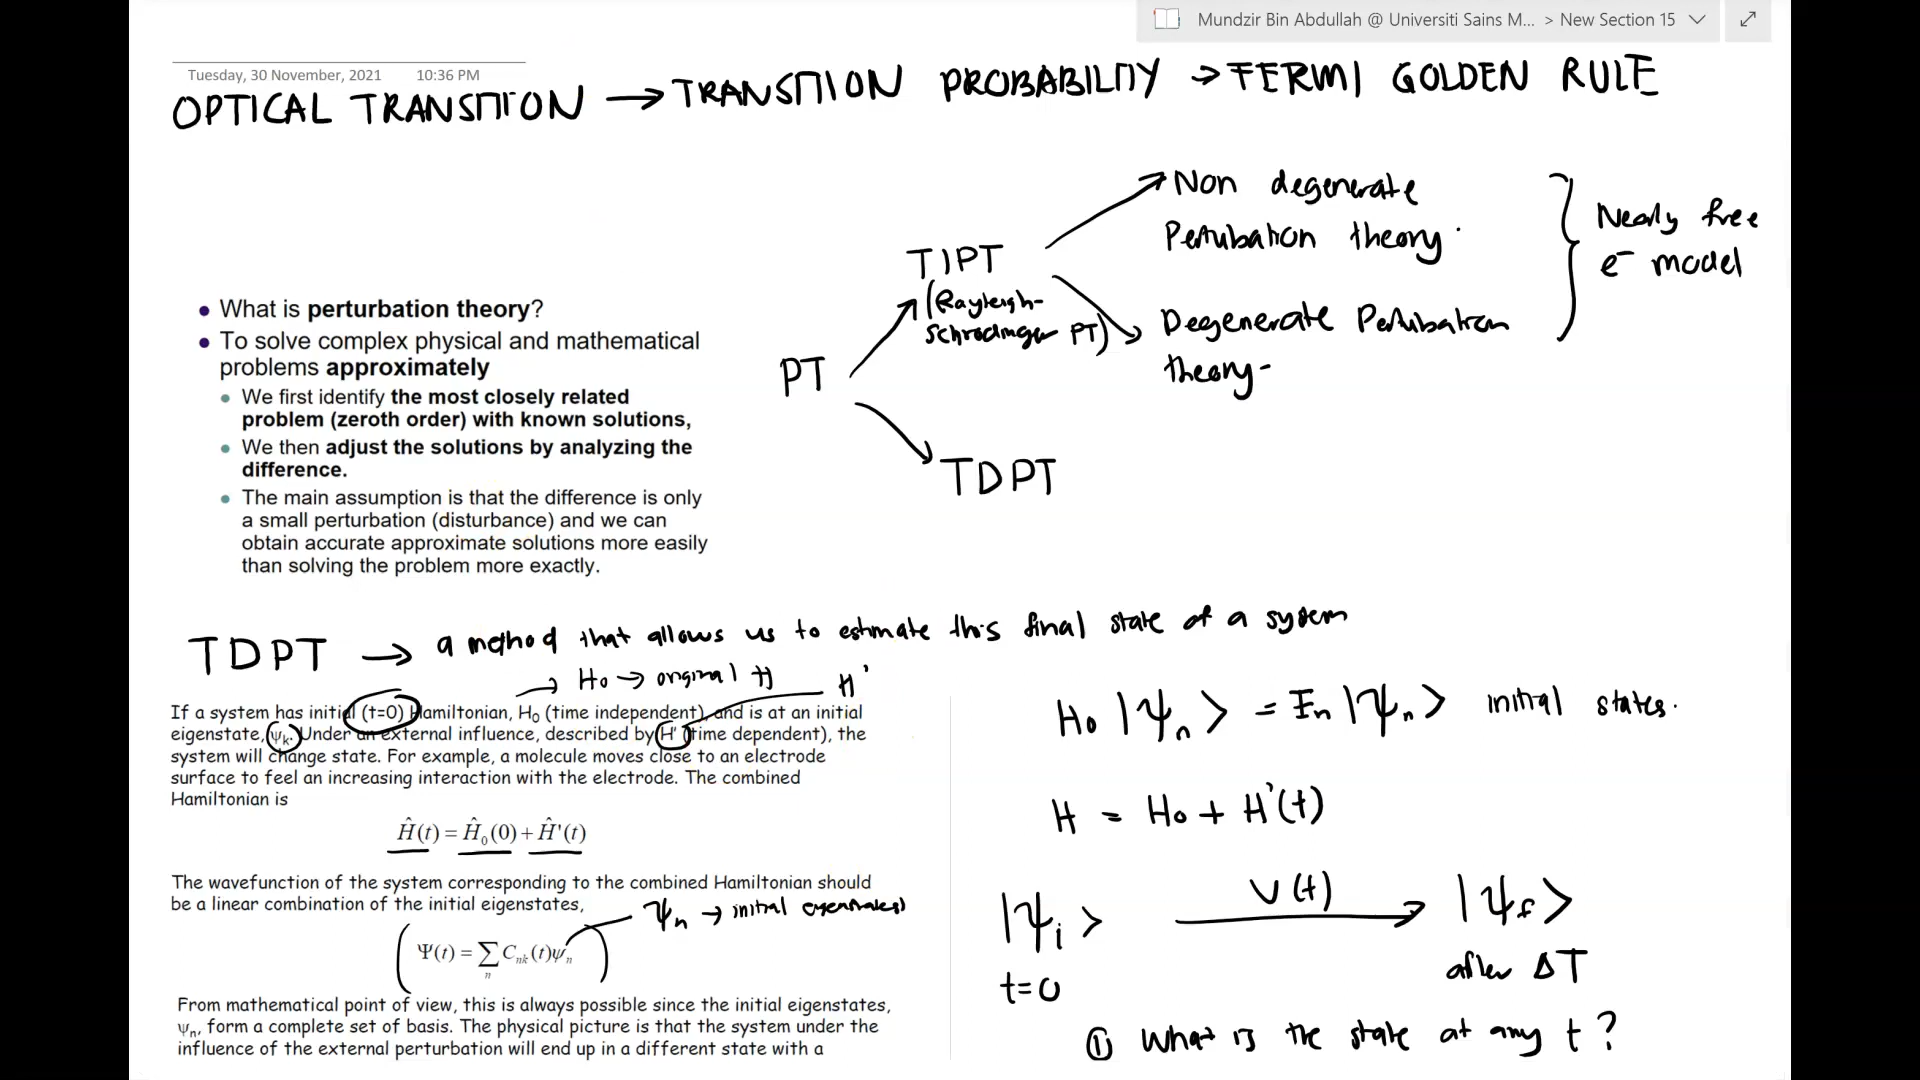 Mundzir Bin Abdullah @ Universiti Sains M... > New Section 15
Tuesday, 30 November, 2021 10:36 PM
OPTICAL TRANSITION → TRANSITION PROBABILITY → FERMI GOLDEN RULE
• What is perturbation theory?
• To solve complex physical and mathematical
problems approximately
• We first identify the most closely related
problem (zeroth order) with known solutions,
• We then adjust the solutions by analyzing the
difference.
• The main assumption is that the difference is only
a small perturbation (disturbance) and we can
obtain accurate approximate solutions more easily
than solving the problem more exactly.
PT
TIPT
(Rayleigh-
Schrodinger PT)
TDPT
Non degenerate
Pertubation theory.
Degenerate Pertubation
theory-
Nearly free
e⁻ model
TDPT → a method that allows us to estimate this final state of a system
→ H₀ → original H
H'
If a system has initial (t=0) Hamiltonian, H₀ (time independent), and is at an initial
eigenstate, ψₖ. Under an external influence, described by H' (time dependent), the
system will change state. For example, a molecule moves close to an electrode
surface to feel an increasing interaction with the electrode. The combined
Hamiltonian is
Ĥ(t) = Ĥ₀(0) + Ĥ'(t)
The wavefunction of the system corresponding to the combined Hamiltonian should
be a linear combination of the initial eigenstates,
ψₙ → initial
Ψ(t) = ∑ₙ Cₙₖ(t)ψₙ
From mathematical point of view, this is always possible since the initial eigenstates,
ψₙ, form a complete set of basis. The physical picture is that the system under the
influence of the external perturbation will end up in a different state with a
H₀ |ψₙ> = Eₙ |ψₙ> initial states.
H = H₀ + H'(t)
|ψᵢ> V(t) |ψ_f>
t=0 after ΔT
① What is the state at any t?